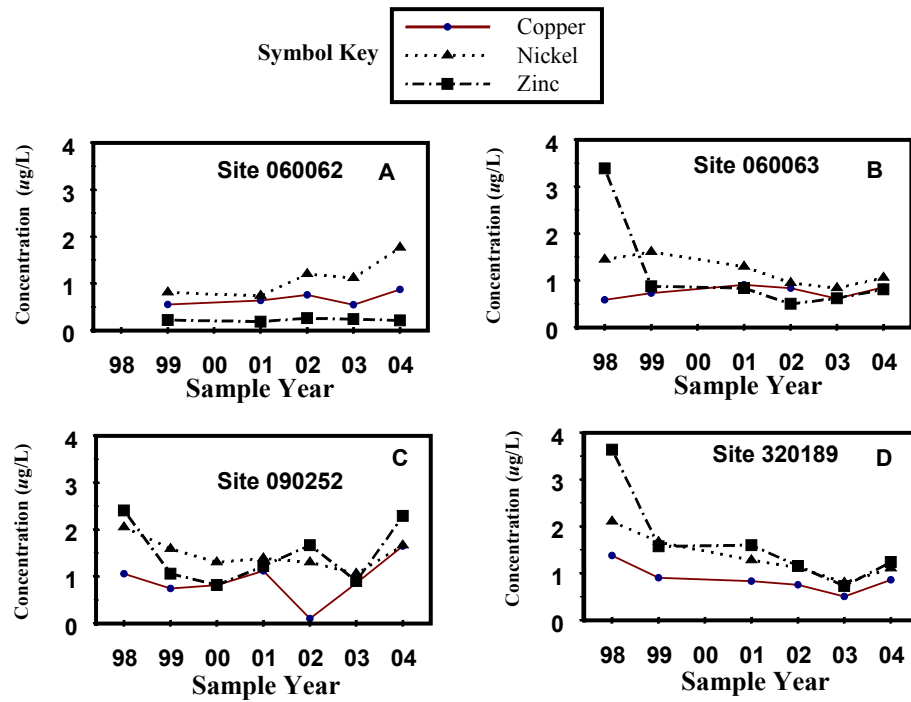 Symbol Key
Copper
Nickel
Zinc
Concentration (ug/L)
4
3
2
1
0
Site 060062
A
98 99 00 01 02 03 04
Sample Year
Concentration (ug/L)
4
3
2
1
0
Site 060063
B
98 99 00 01 02 03 04
Sample Year
Concentration (ug/L)
4
3
2
1
0
Site 090252
C
98 99 00 01 02 03 04
Sample Year
Concentration (ug/L)
4
3
2
1
0
Site 320189
D
98 99 00 01 02 03 04
Sample Year